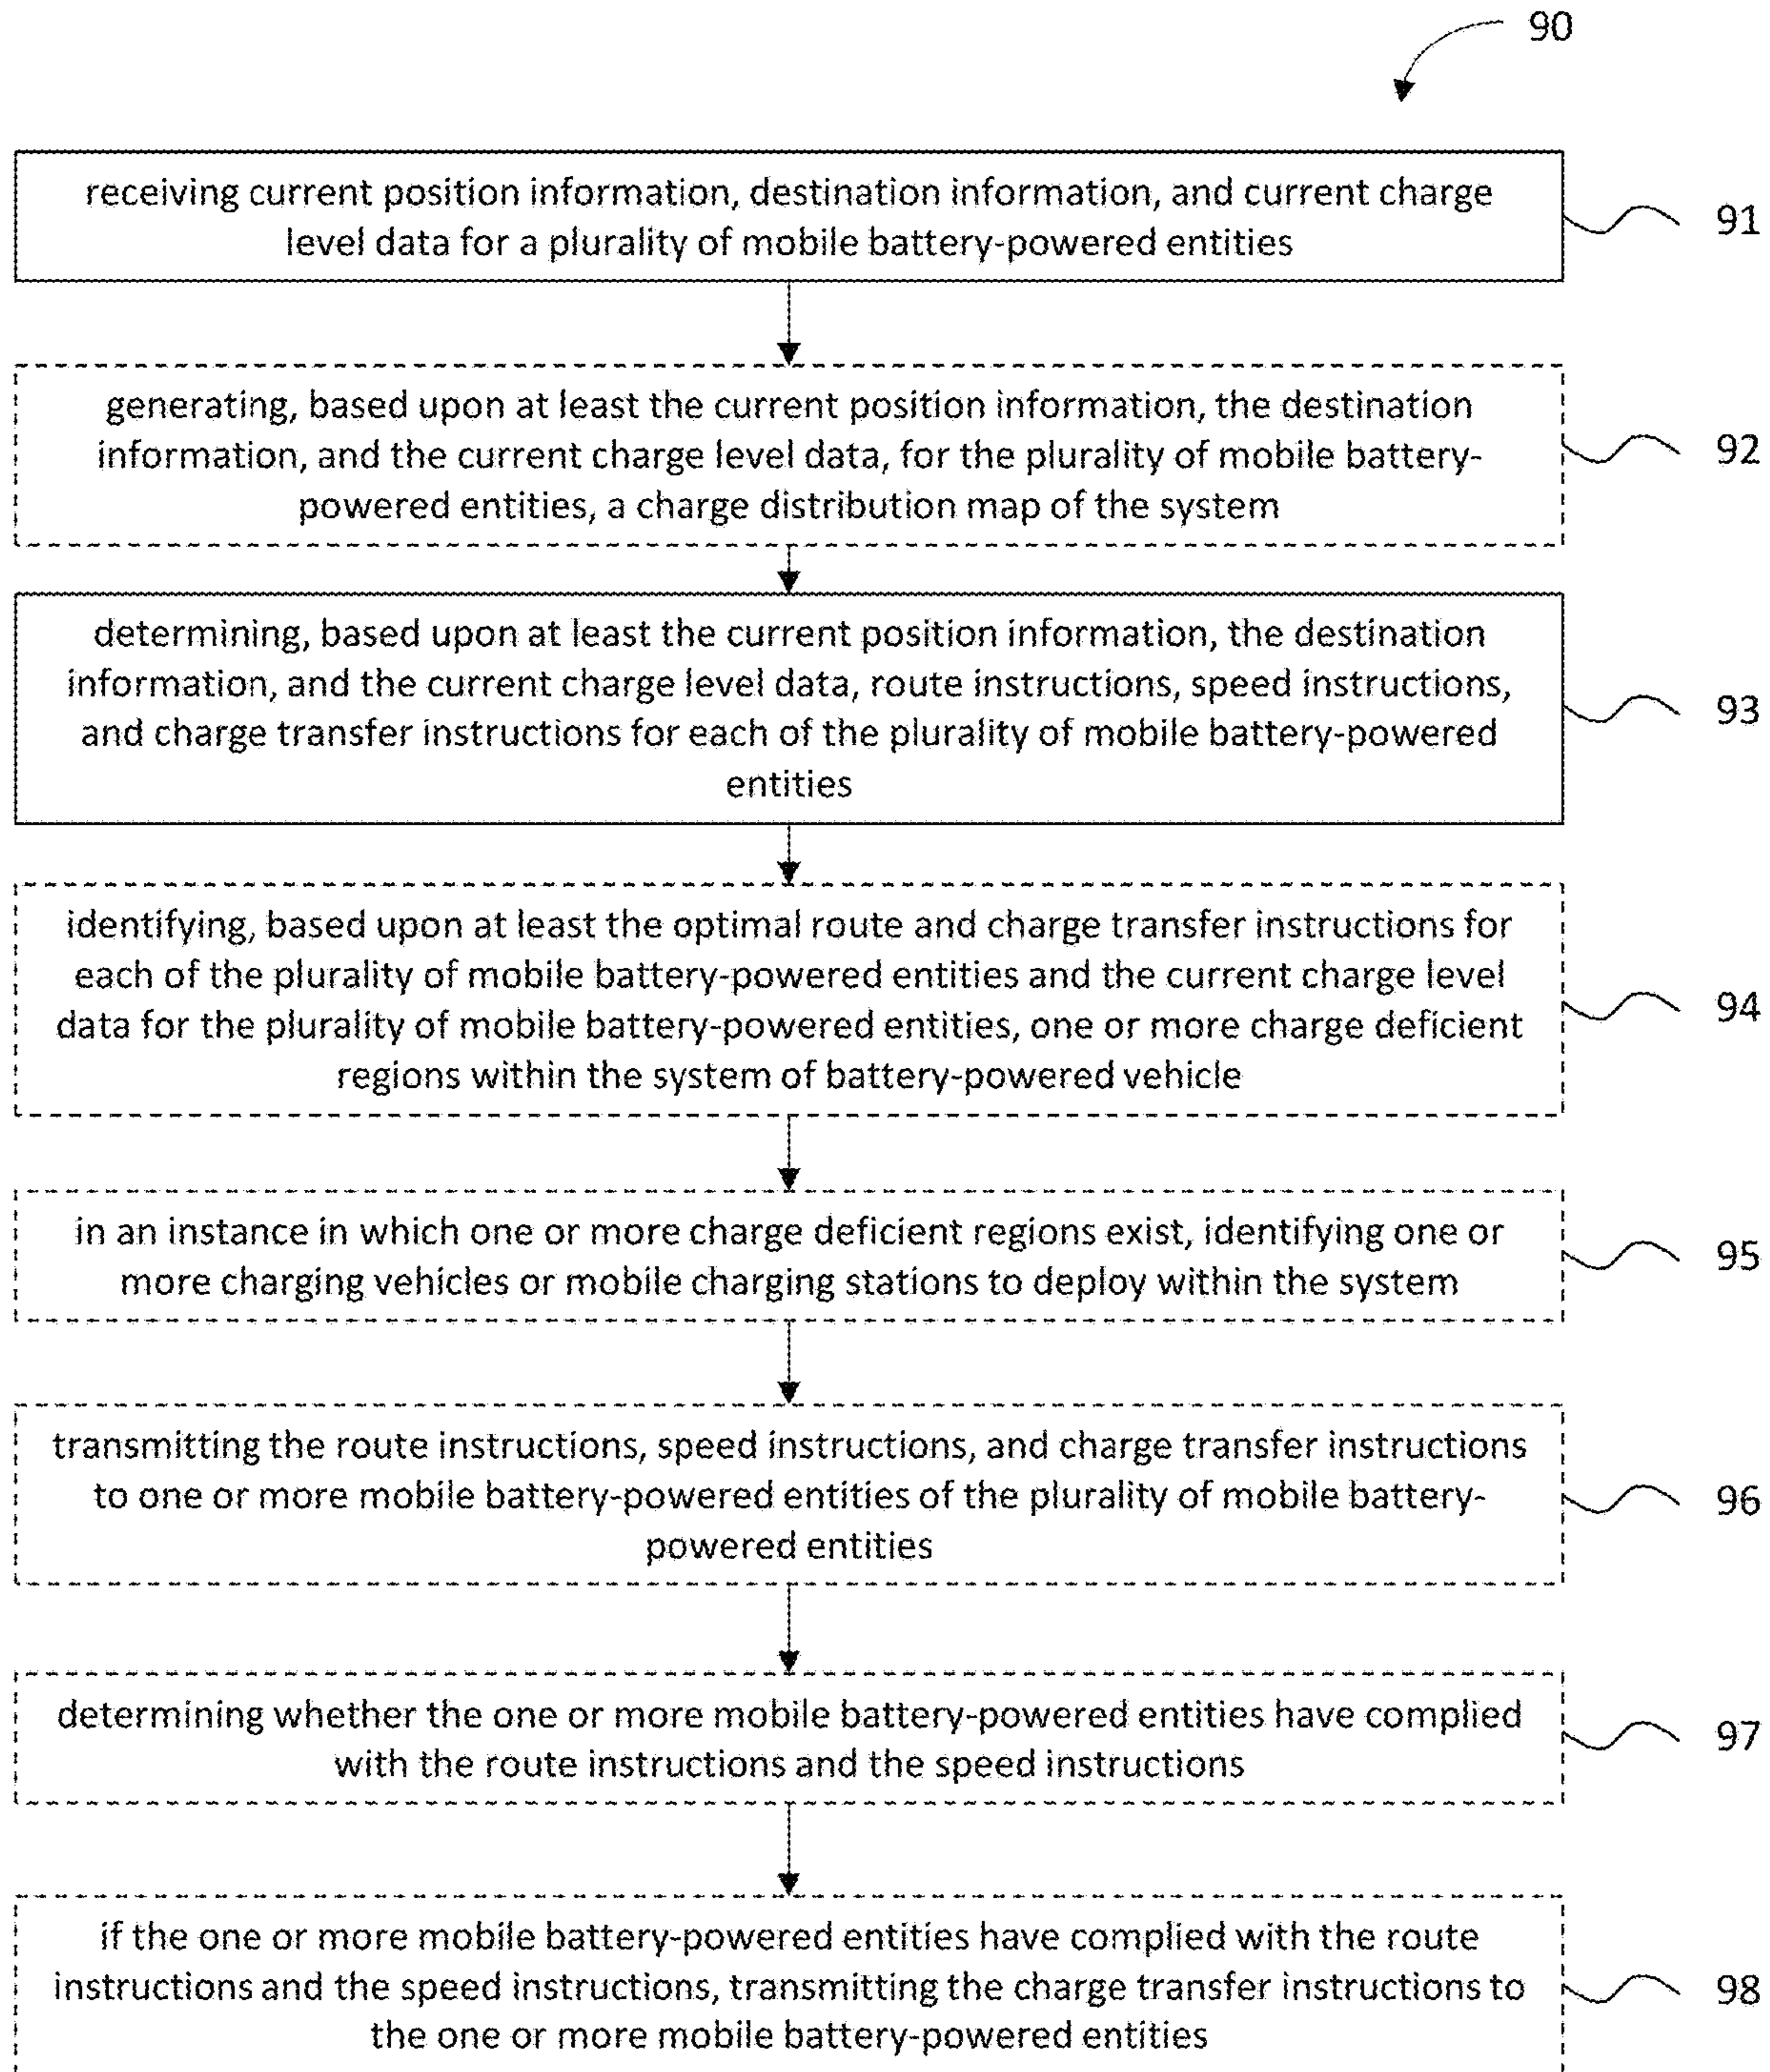 90
receiving current position information, destination information, and current charge
level data for a plurality of mobile battery-powered entities
91
generating, based upon at least the current position information, the destination
information, and the current charge level data, for the plurality of mobile battery-
powered entities, a charge distribution map of the system
92
determining, based upon at least the current position information, the destination
information, and the current charge level data, route instructions, speed instructions,
and charge transfer instructions for each of the plurality of mobile battery-powered
entities
93
identifying, based upon at least the optimal route and charge transfer instructions for
each of the plurality of mobile battery-powered entities and the current charge level
data for the plurality of mobile battery-powered entities, one or more charge deficient
regions within the system of battery-powered vehicle
94
in an instance in which one or more charge deficient regions exist, identifying one or
more charging vehicles or mobile charging stations to deploy within the system
95
transmitting the route instructions, speed instructions, and charge transfer instructions
to one or more mobile battery-powered entities of the plurality of mobile battery-
powered entities
96
determining whether the one or more mobile battery-powered entities have complied
with the route instructions and the speed instructions
97
if the one or more mobile battery-powered entities have complied with the route
instructions and the speed instructions, transmitting the charge transfer instructions to
the one or more mobile battery-powered entities
98